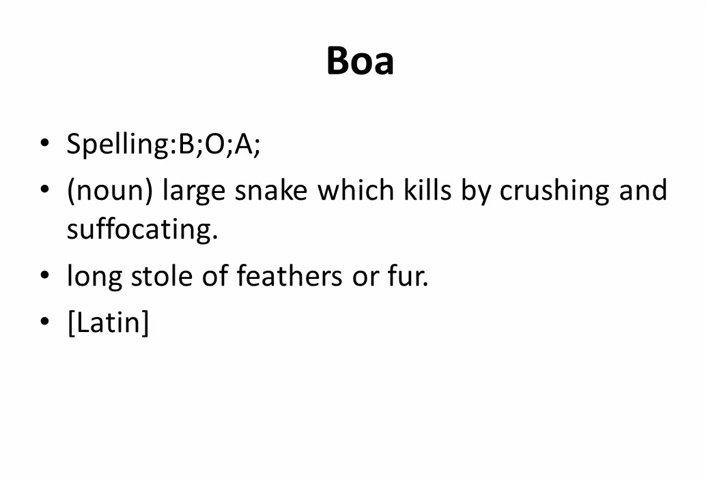 Boa
• Spelling:B;O;A;
• (noun) large snake which kills by crushing and
suffocating.
• long stole of feathers or fur.
• [Latin]